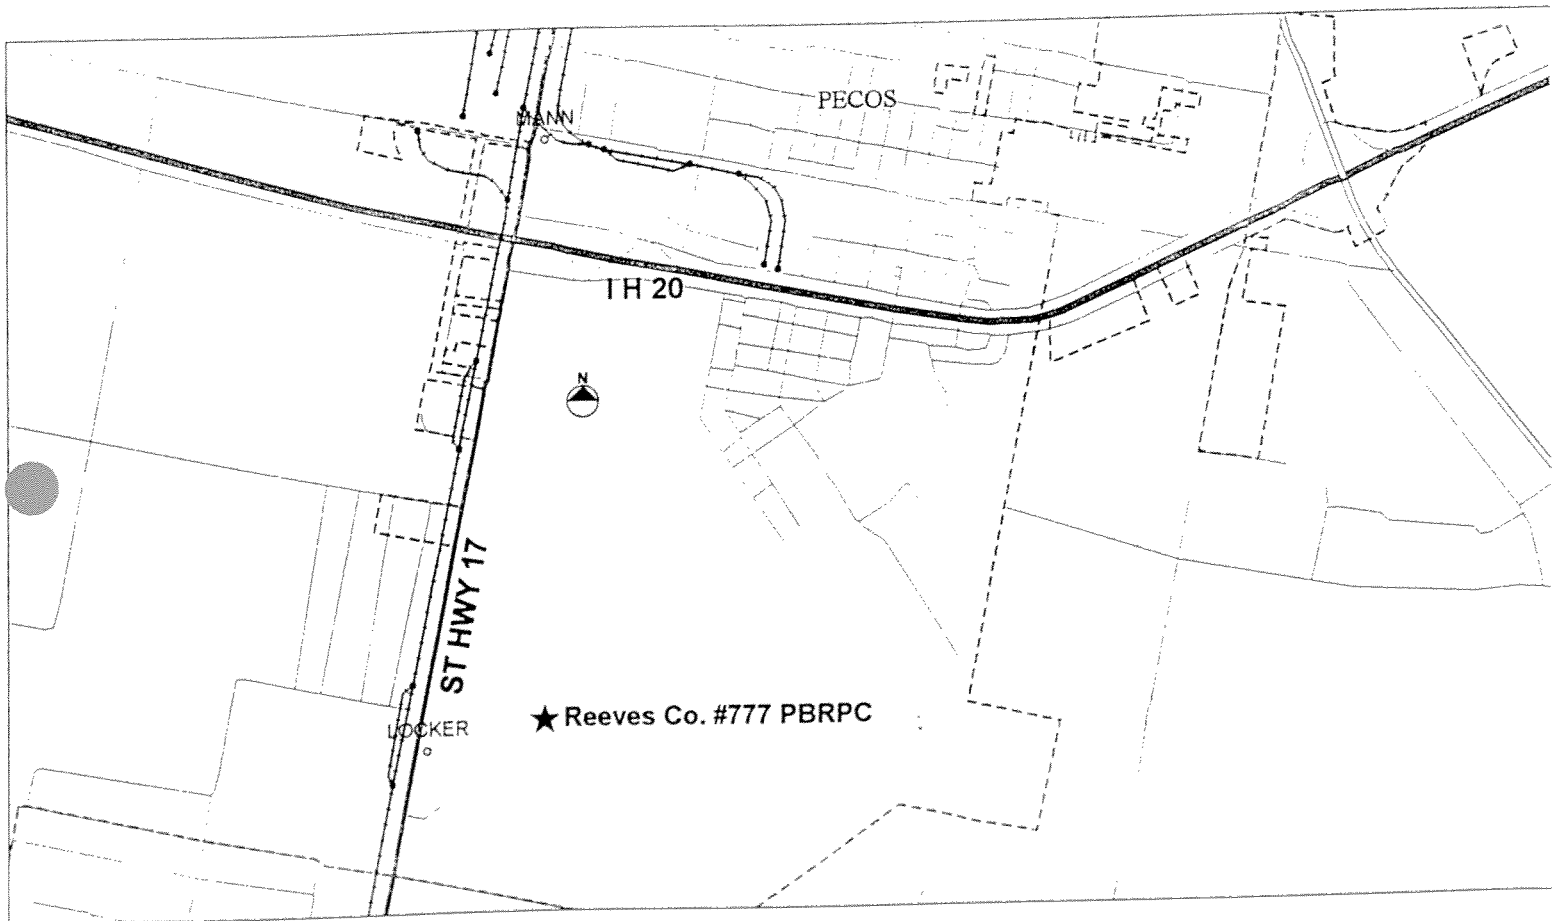 PECOS
MANN
I H 20
N
ST HWY 17
Reeves Co. #777 PBRPC
LOCKER